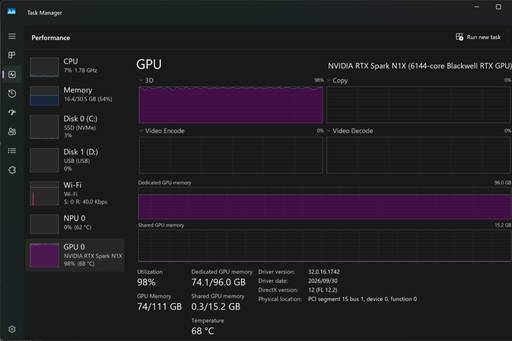 Task Manager
Performance
Run new task
CPU
7% 1.78 GHz
Memory
16.4/30.5 GB (54%)
Disk 0 (C:)
SSD (NVMe)
3%
Disk 1 (D:)
USB (USB)
0%
Wi-Fi
Wi-Fi
S: 0 R: 40.0 Kbps
NPU 0
0% (62 °C)
GPU 0
NVIDIA RTX Spark N1X
98% (68 °C)
GPU
NVIDIA RTX Spark N1X (6144-core Blackwell RTX GPU)
3D 98%
Copy 0%
Video Encode 0%
Video Decode 0%
Dedicated GPU memory 96.0 GB
Shared GPU memory 15.2 GB
Utilization
98%
Dedicated GPU memory
74.1/96.0 GB
GPU Memory
74/111 GB
Shared GPU memory
0.3/15.2 GB
Temperature
68 °C
Driver version: 32.0.16.1742
Driver date: 2026/09/30
DirectX version: 12 (FL 12.2)
Physical location: PCI segment 15 bus 1, device 0, function 0